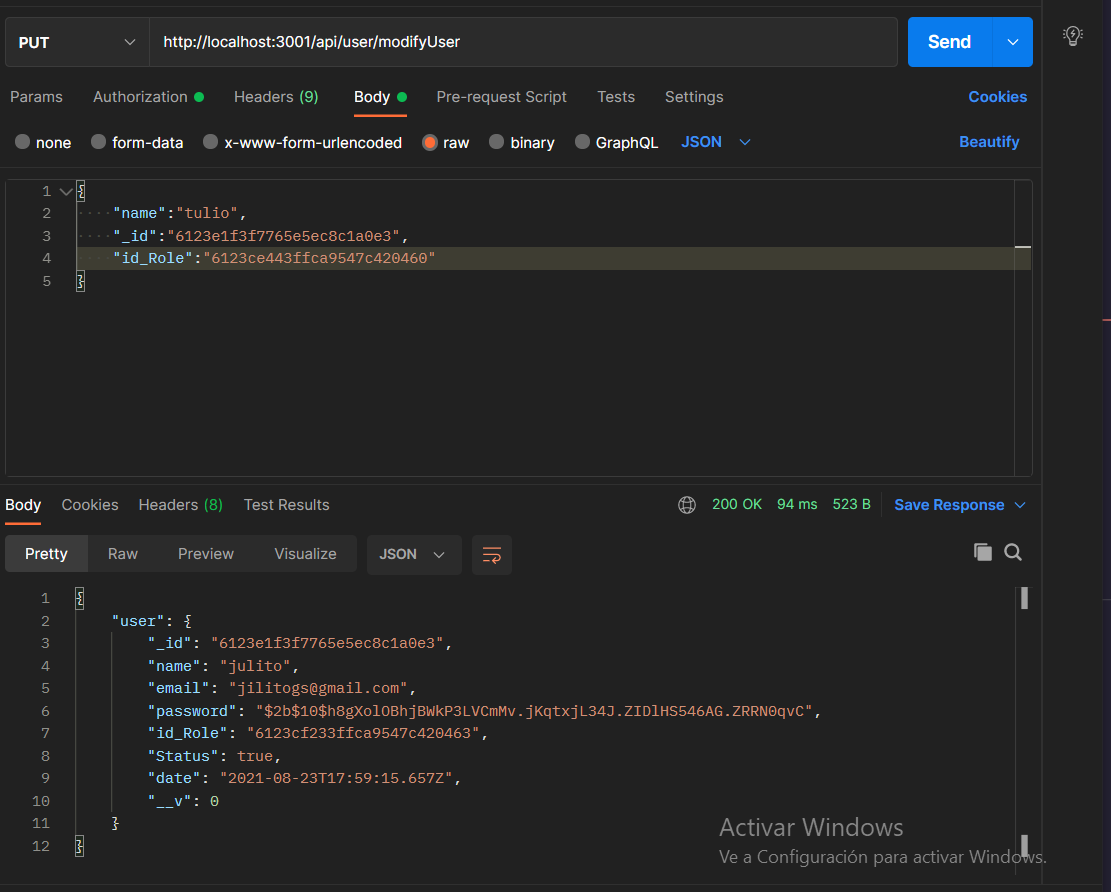 PUT http://localhost:3001/api/user/modifyUser Send
Params Authorization Headers (9) Body Pre-request Script Tests Settings Cookies
none form-data x-www-form-urlencoded raw binary GraphQL JSON Beautify
1 {
2 "name":"tulio",
3 "_id":"6123e1f3f7765e5ec8c1a0e3",
4 "id_Role":"6123ce443ffca9547c420460"
5 }
Body Cookies Headers (8) Test Results 200 OK 94 ms 523 B Save Response
Pretty Raw Preview Visualize JSON
1 {
2 "user": {
3 "_id": "6123e1f3f7765e5ec8c1a0e3",
4 "name": "julito",
5 "email": "jilitogs@gmail.com",
6 "password": "$2b$10$h8gXolOBhjBWkP3LVCmMv.jKqtxjL34J.ZIDlHS546AG.ZRRN0qvC",
7 "id_Role": "6123cf233ffca9547c420463",
8 "Status": true,
9 "date": "2021-08-23T17:59:15.657Z",
10 "__v": 0
11 }
12 }
Activar Windows
Ve a Configuración para activar Windows.